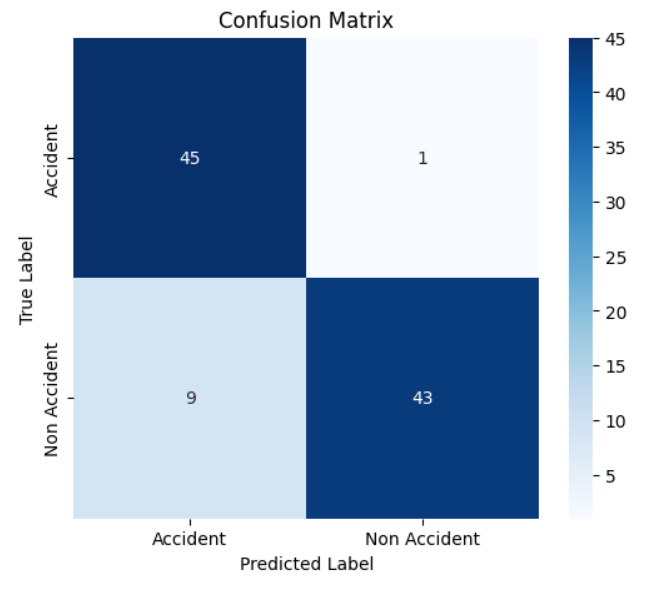 Confusion Matrix
True Label
Accident
Non Accident
45
1
9
43
Accident
Non Accident
Predicted Label
45
40
35
30
25
20
15
10
5